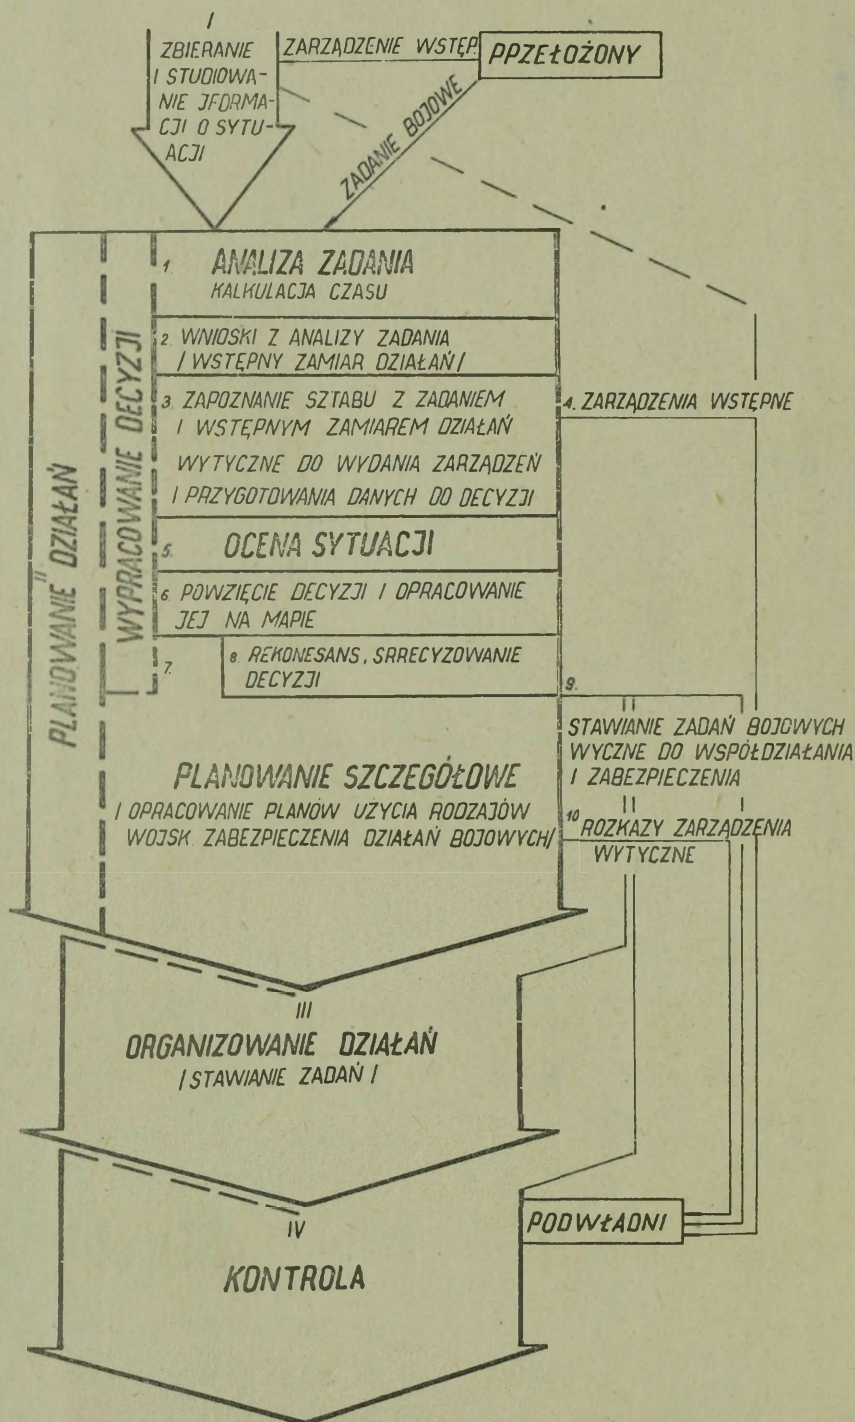 I
ZBIERANIE
I STUDIOWA-
NIE JFORMA-
CJI O SYTU-
ACJI
ZARZĄDZENIE WSTĘP.
PPZEŁOŻONY
ZADANIE BOJOWE
II
PLANOWANIE DZIAŁAŃ
WYPRACOWANIE DECYZJI
1 ANALIZA ZADANIA
KALKULACJA CZASU
2 WNIOSKI Z ANALIZY ZADANIA
/ WSTĘPNY ZAMIAR DZIAŁAŃ /
3 ZAPOZNANIE SZTABU Z ZADANIEM
I WSTĘPNYM ZAMIAREM DZIAŁAŃ
WYTYCZNE DO WYDANIA ZARZĄDZEŃ
I PRZYGOTOWANIA DANYCH DO DECYZJI
4. ZARZĄDZENIA WSTĘPNE
5. OCENA SYTUACJI
6 POWZIĘCIE DECYZJI I OPRACOWANIE
JEJ NA MAPIE
7.
8 REKONESANS, SRRECYZOWANIE
DECYZJI
9.
STAWIANIE ZADAŃ BOJOWYCH
WYCZNE DO WSPÓŁDZIAŁANIA
I ZABEZPIECZENIA
PLANOWANIE SZCZEGÓŁOWE
/ OPRACOWANIE PLANÓW UŻYCIA RODZAJÓW
WOJSK ZABEZPIECZENIA DZIAŁAŃ BOJOWYCH/
10 ROZKAZY ZARZĄDZENIA
WYTYCZNE
III
ORGANIZOWANIE DZIAŁAŃ
/ STAWIANIE ZADAŃ /
IV
KONTROLA
PODWŁADNI